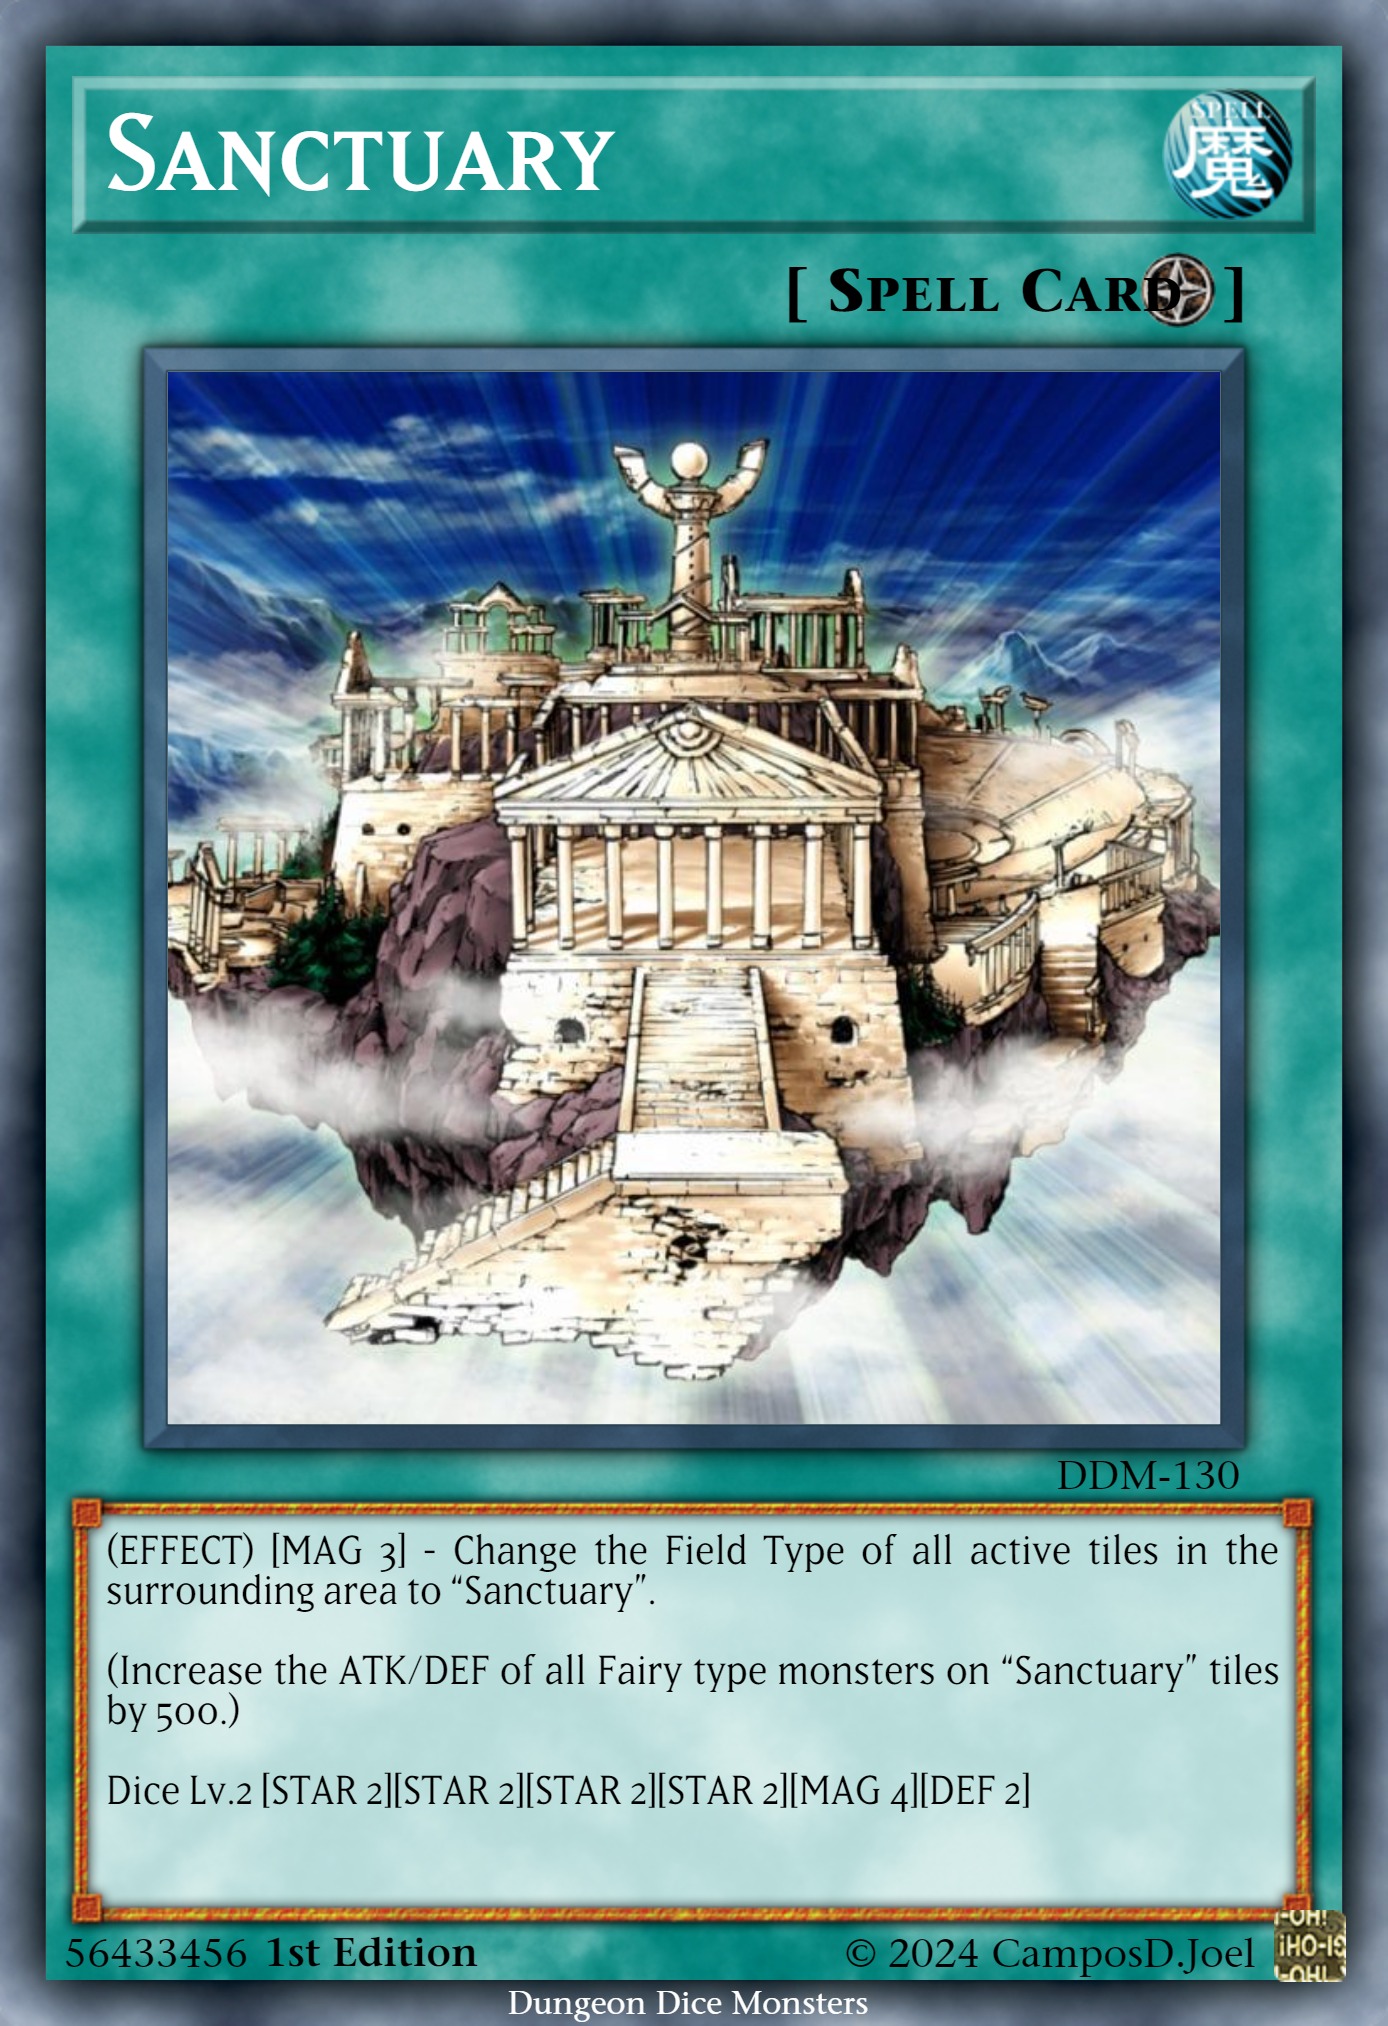 Sanctuary
SPELL
魔
[ Spell Card ]
DDM-130
(EFFECT) [MAG 3] - Change the Field Type of all active tiles in the
surrounding area to “Sanctuary”.
(Increase the ATK/DEF of all Fairy type monsters on “Sanctuary” tiles
by 500.)
Dice Lv.2 [STAR 2][STAR 2][STAR 2][STAR 2][MAG 4][DEF 2]
56433456 1st Edition
© 2024 CamposD.Joel
Dungeon Dice Monsters